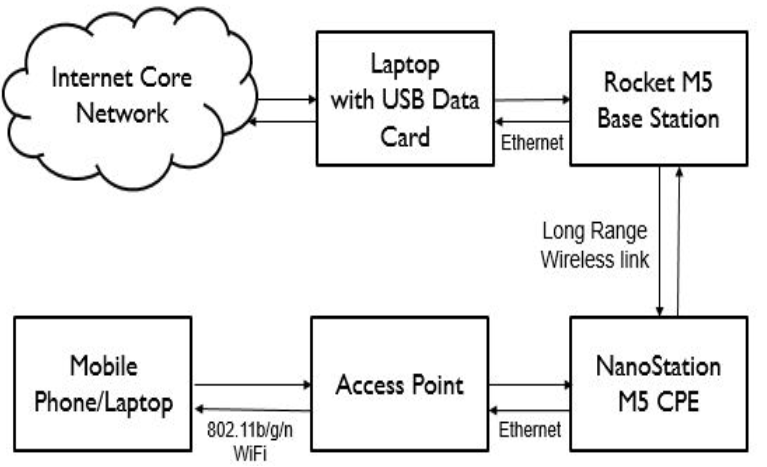 Internet Core
Network
Laptop
with USB Data
Card
Ethernet
Rocket M5
Base Station
Long Range
Wireless link
Mobile
Phone/Laptop
802.11b/g/n
WiFi
Access Point
Ethernet
NanoStation
M5 CPE